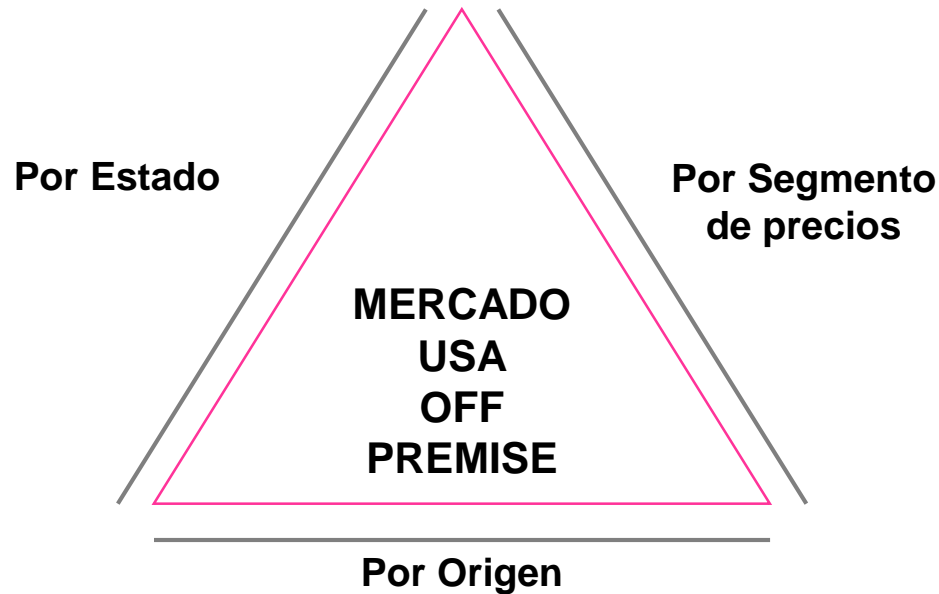 Por Estado
Por Segmento
de precios
MERCADO
USA
OFF
PREMISE
Por Origen